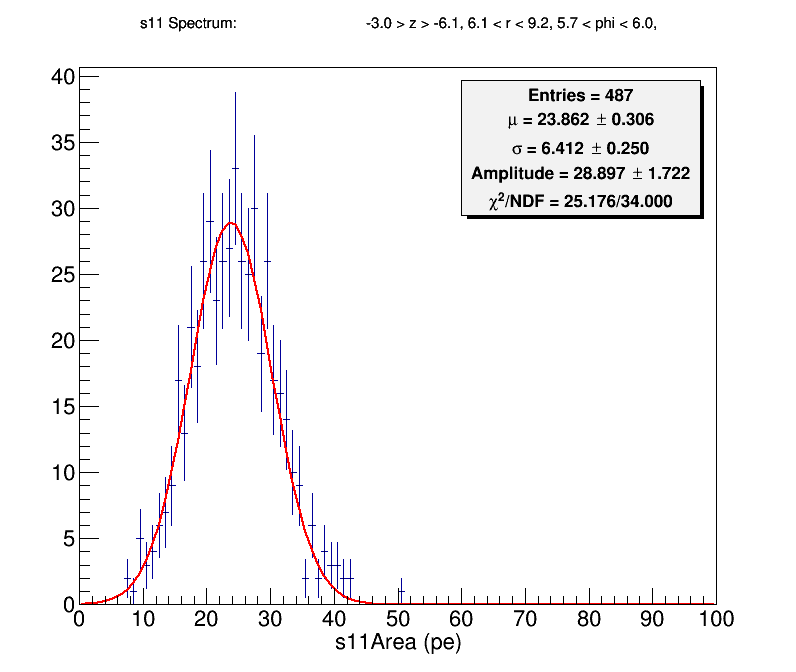 s11 Spectrum: -3.0 > z > -6.1, 6.1 < r < 9.2, 5.7 < phi < 6.0,
Entries = 487
μ = 23.862 ± 0.306
σ = 6.412 ± 0.250
Amplitude = 28.897 ± 1.722
χ²/NDF = 25.176/34.000
40
35
30
25
20
15
10
5
0
0 10 20 30 40 50 60 70 80 90 100
s11Area (pe)